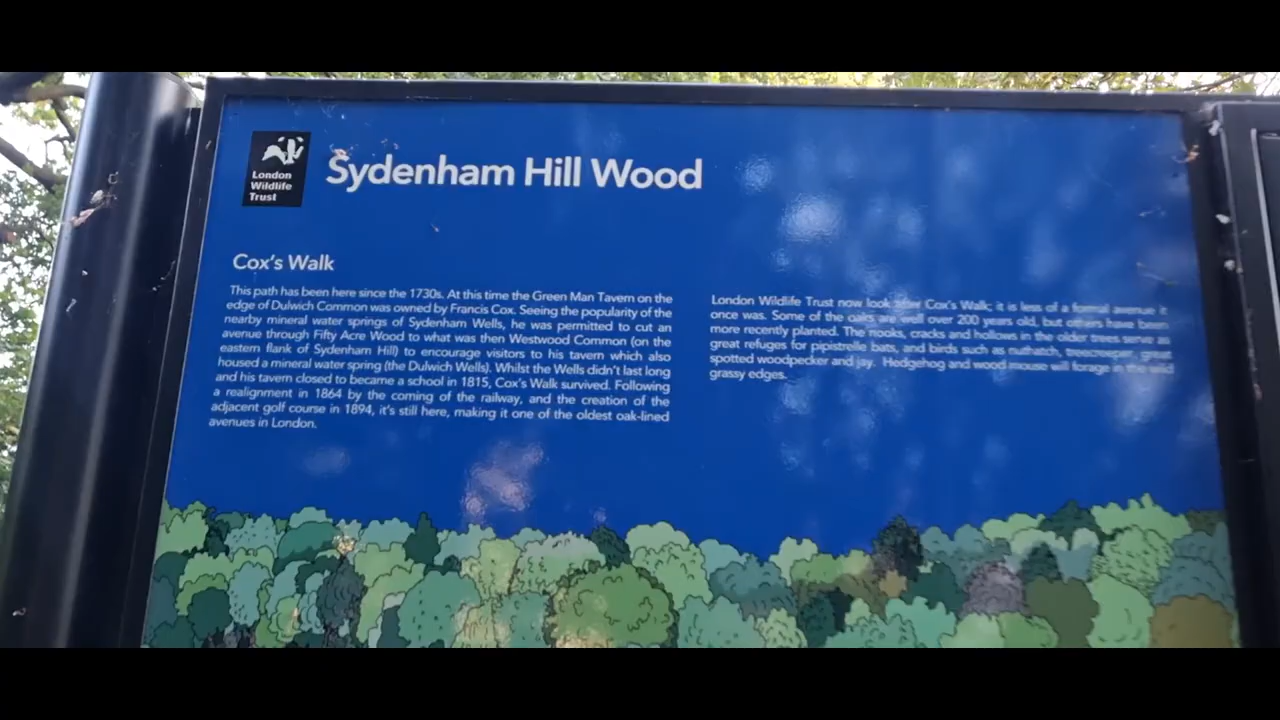 London
Wildlife
Trust
Sydenham Hill Wood
Cox's Walk
This path has been here since the 1730s. At this time the Green Man Tavern on the
edge of Dulwich Common was owned by Francis Cox. Seeing the popularity of the
nearby mineral water springs of Sydenham Wells, he was permitted to cut an
avenue through Fifty Acre Wood to what was then Westwood Common (on the
eastern flank of Sydenham Hill) to encourage visitors to his tavern which also
housed a mineral water spring (the Dulwich Wells). Whilst the Wells didn't last long
and his tavern closed to became a school in 1815, Cox's Walk survived. Following
a realignment in 1864 by the coming of the railway, and the creation of the
adjacent golf course in 1894, it's still here, making it one of the oldest oak-lined
avenues in London.
London Wildlife Trust now look after Cox's Walk; it is less of a formal avenue it
once was. Some of the oaks are well over 200 years old, but others have been
more recently planted. The nooks, cracks and hollows in the older trees serve as
great refuges for pipistrelle bats, and birds such as nuthatch, treecreeper, great
spotted woodpecker and jay. Hedgehog and wood mouse will forage in the wild
grassy edges.